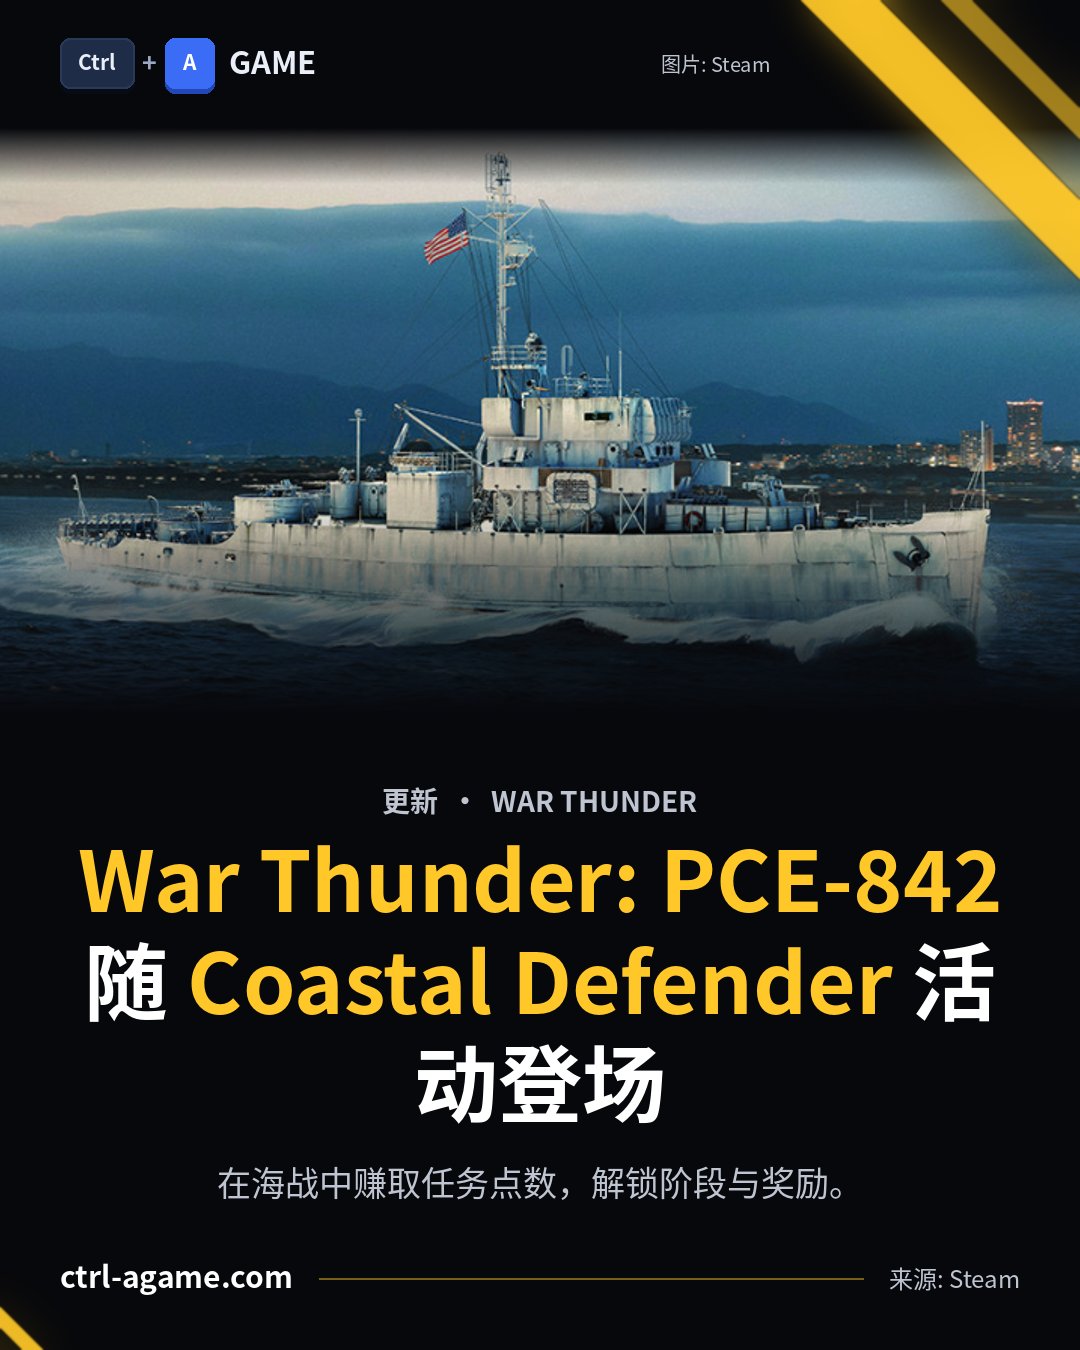 Ctrl + A GAME
图片: Steam
更新 · WAR THUNDER
War Thunder: PCE-842
随 Coastal Defender 活
动登场
在海战中赚取任务点数，解锁阶段与奖励。
ctrl-agame.com
来源: Steam